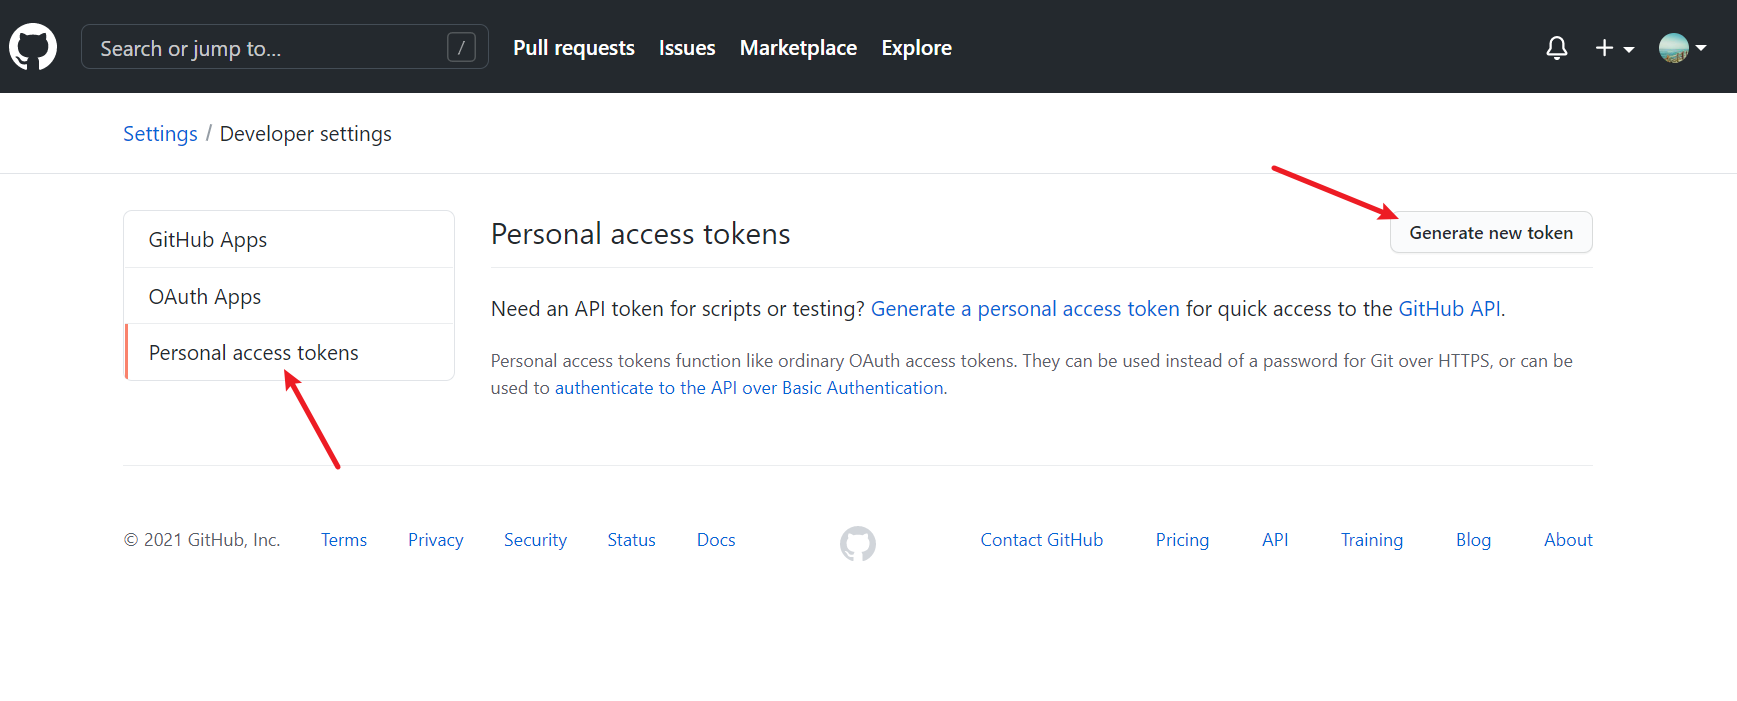 Search or jump to... /
Pull requests Issues Marketplace Explore
Settings / Developer settings
GitHub Apps
OAuth Apps
Personal access tokens
Personal access tokens
Generate new token
Need an API token for scripts or testing? Generate a personal access token for quick access to the GitHub API.
Personal access tokens function like ordinary OAuth access tokens. They can be used instead of a password for Git over HTTPS, or can be
used to authenticate to the API over Basic Authentication.
© 2021 GitHub, Inc. Terms Privacy Security Status Docs Contact GitHub Pricing API Training Blog About